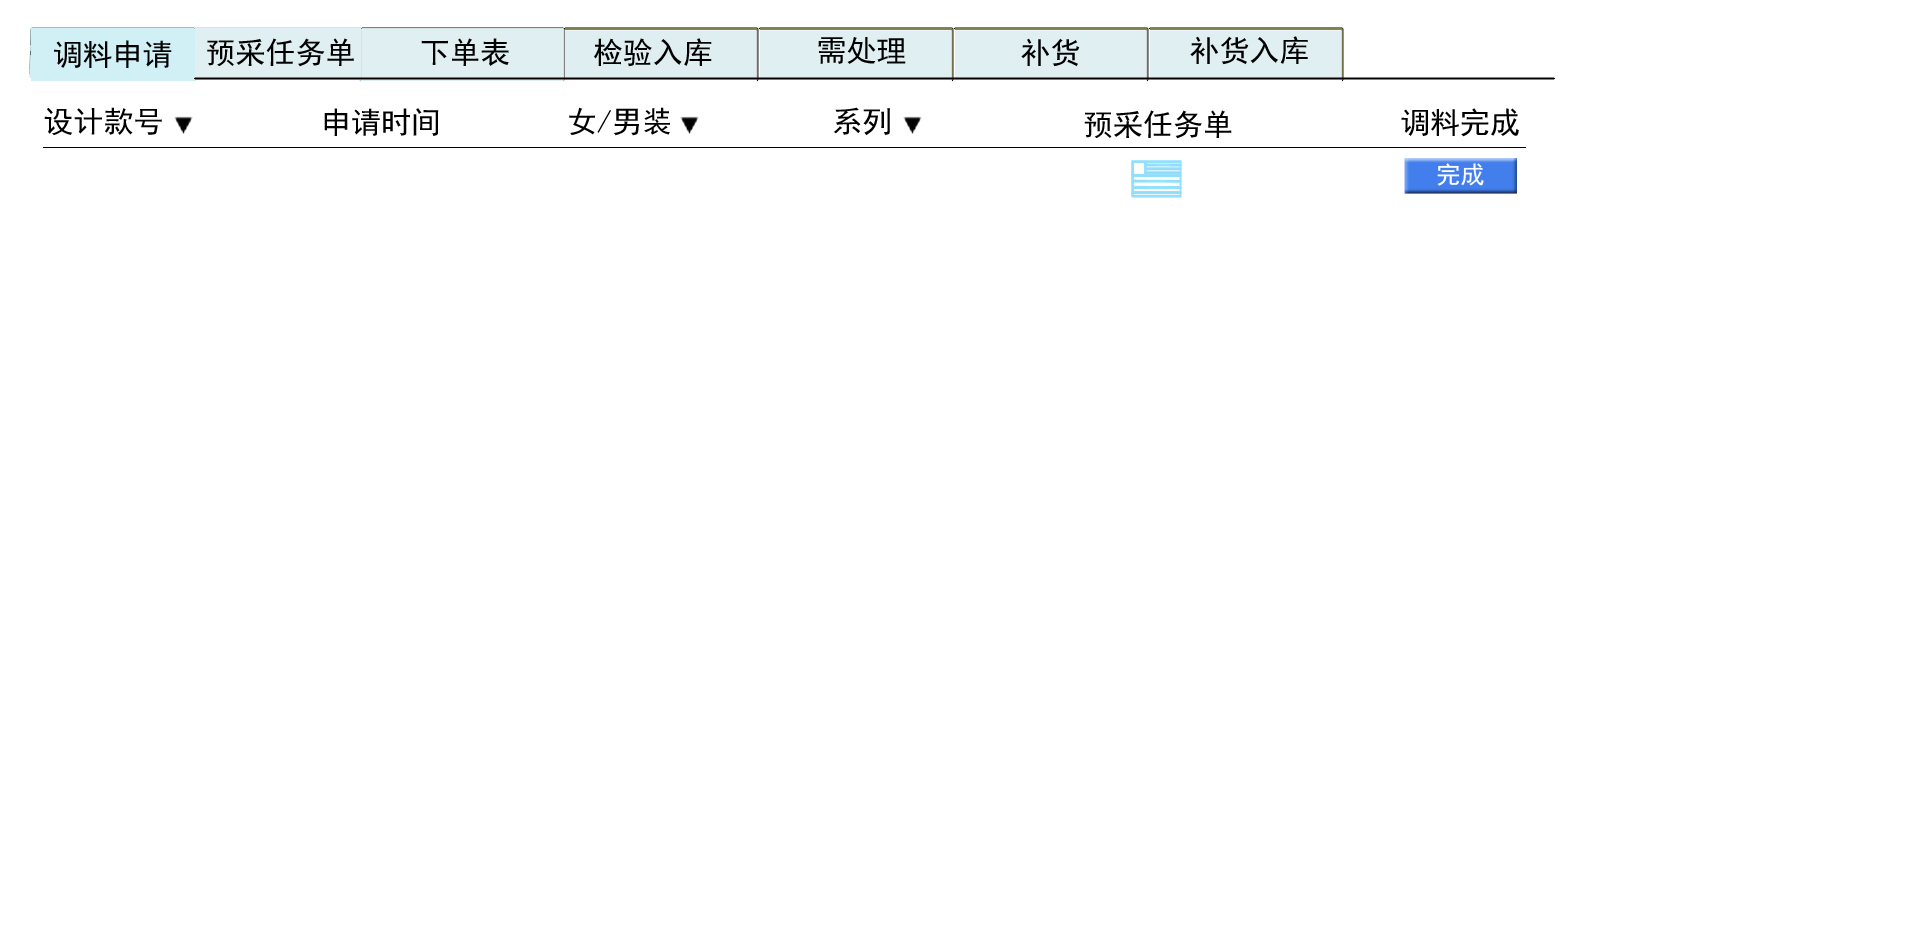 调料申请 预采任务单 下单表 检验入库 需处理 补货 补货入库
设计款号 ▼ 申请时间 女/男装 ▼ 系列 ▼ 预采任务单 调料完成
完成